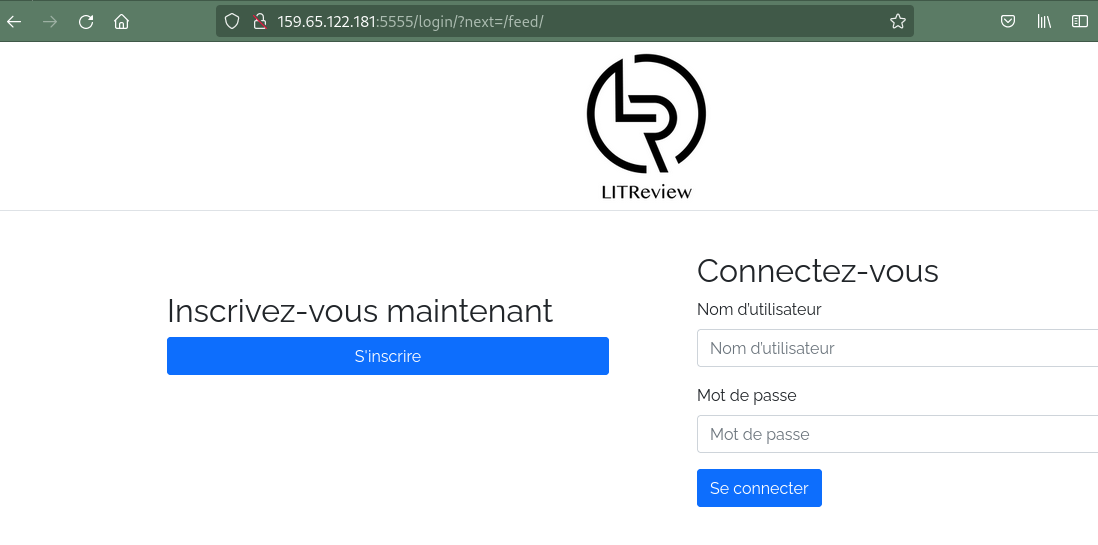 159.65.122.181:5555/login/?next=/feed/
LITReview
Inscrivez-vous maintenant
S'inscrire
Connectez-vous
Nom d’utilisateur
Nom d’utilisateur
Mot de passe
Mot de passe
Se connecter